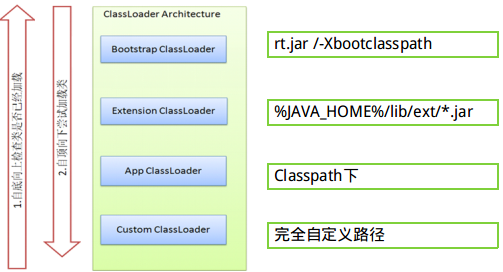 ClassLoader Architecture
Bootstrap ClassLoader
rt.jar /-Xbootclasspath
Extension ClassLoader
%JAVA_HOME%/lib/ext/*.jar
App ClassLoader
Classpath下
Custom ClassLoader
完全自定义路径
1.自底向上检查类是否已经加载
2.自顶向下尝试加载类